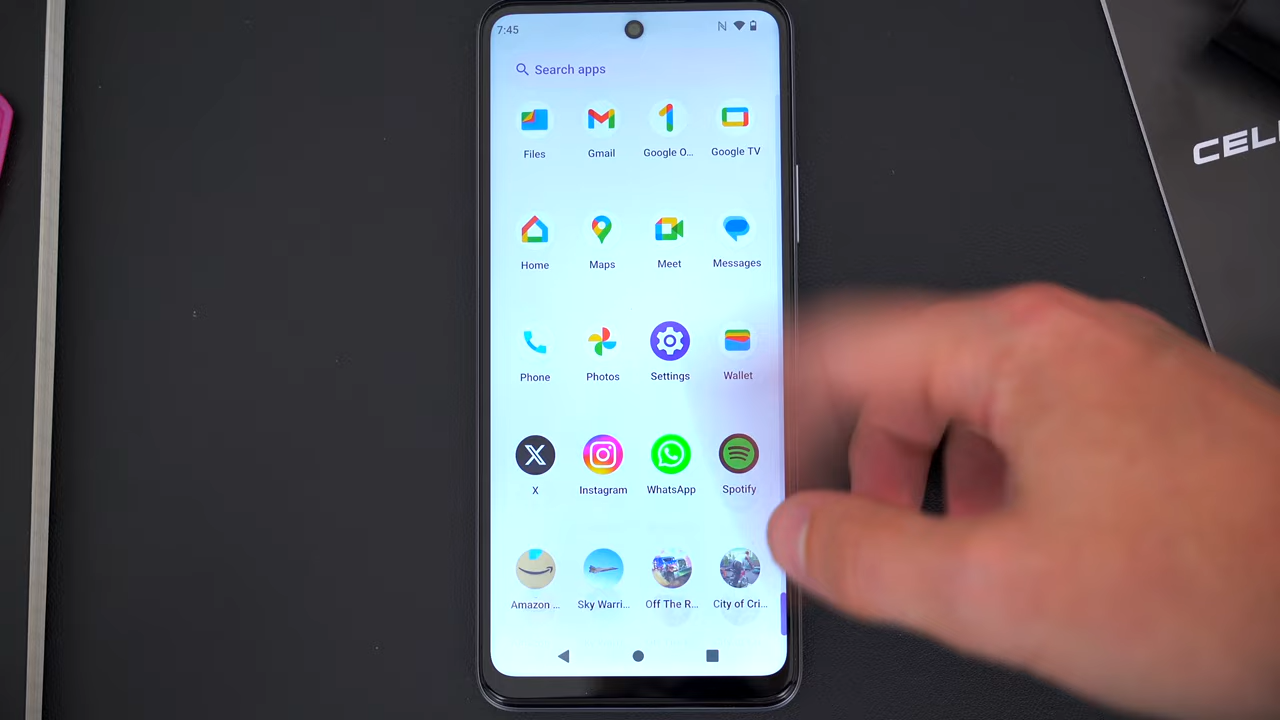 7:45
Search apps
Files
Gmail
Google O...
Google TV
Home
Maps
Meet
Messages
Phone
Photos
Settings
Wallet
X
Instagram
WhatsApp
Spotify
Amazon ...
Sky Warri...
Off The R...
City of Cri...
CEL